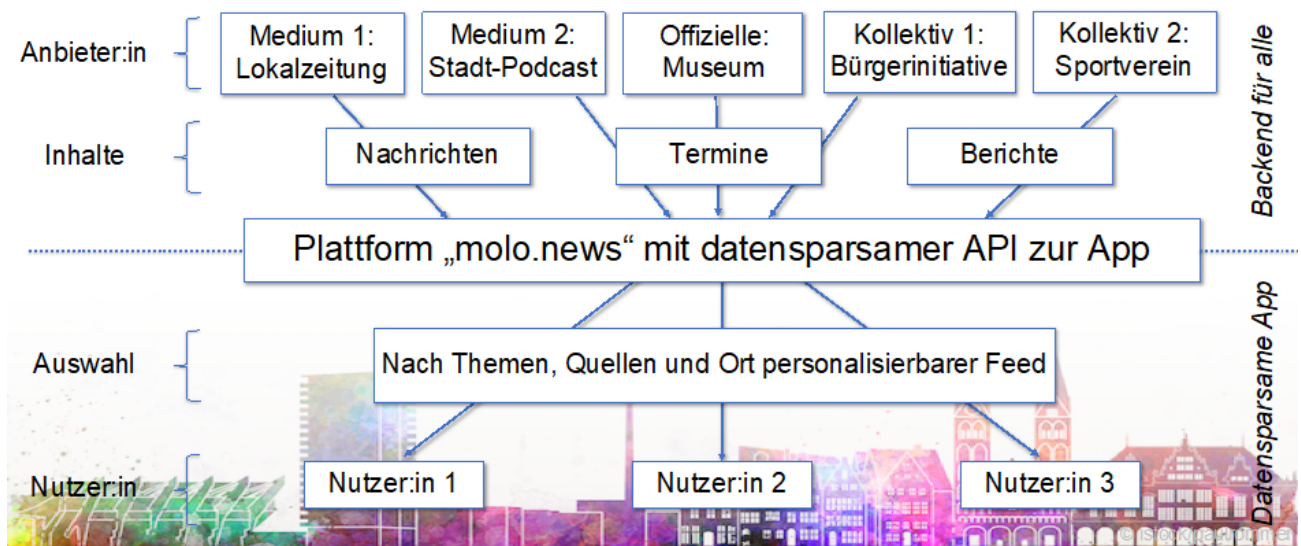 Anbieter:in
Medium 1:
Lokalzeitung
Medium 2:
Stadt-Podcast
Offizielle:
Museum
Kollektiv 1:
Bürgerinitiative
Kollektiv 2:
Sportverein
Backend für alle
Inhalte
Nachrichten
Termine
Berichte
Plattform „molo.news“ mit datensparsamer API zur App
Auswahl
Nach Themen, Quellen und Ort personalisierbarer Feed
Datensparsame App
Nutzer:in
Nutzer:in 1
Nutzer:in 2
Nutzer:in 3